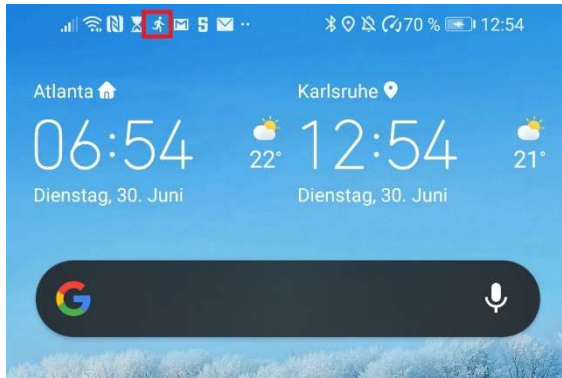 70 % 12:54
Atlanta
Karlsruhe
06:54
22°
12:54
21°
Dienstag, 30. Juni
Dienstag, 30. Juni